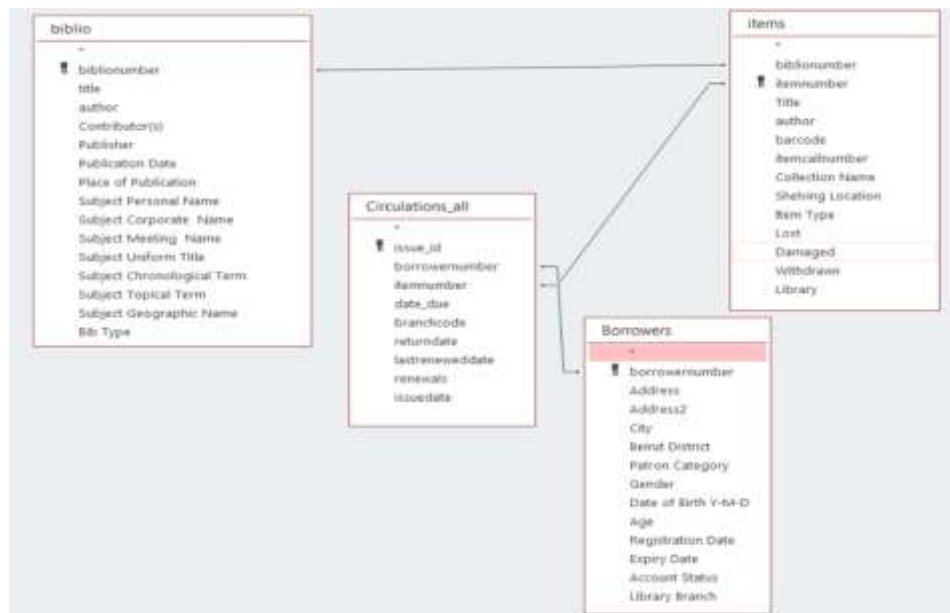 biblio
*
biblionumber
title
author
Contributor(s)
Publisher
Publication Date
Place of Publication
Subject Personal Name
Subject Corporate Name
Subject Meeting Name
Subject Uniform Title
Subject Chronological Term
Subject Topical Term
Subject Geographic Name
Bib Type
items
*
biblionumber
itemnumber
Title
author
barcode
itemcallnumber
Collection Name
Shelving Location
Item Type
Lost
Damaged
Withdrawn
Library
Circulations_all
*
issue_id
borrowernumber
itemnumber
date_due
branchcode
returndate
lastreneweddate
renewals
issuedate
Borrowers
*
borrowernumber
Address
Address2
City
Beirut District
Patron Category
Gender
Date of Birth Y-M-D
Age
Registration Date
Expiry Date
Account Status
Library Branch